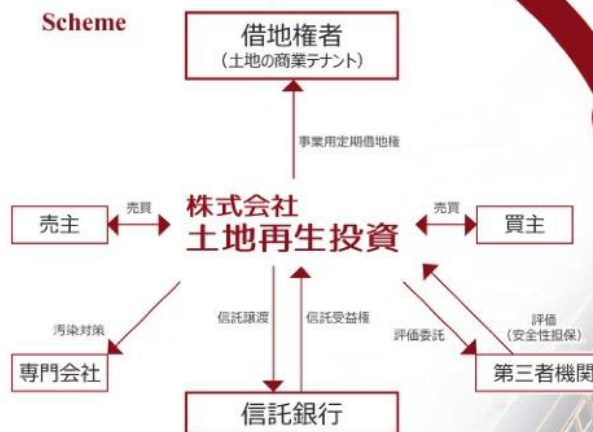 Scheme
借地権者
(土地の商業テナント)
事業用定期借地権
売主
売買
株式会社
土地再生投資
売買
買主
汚染対策
信託譲渡
信託受益権
評価委託
評価
(安全性担保)
専門会社
信託銀行
第三者機関